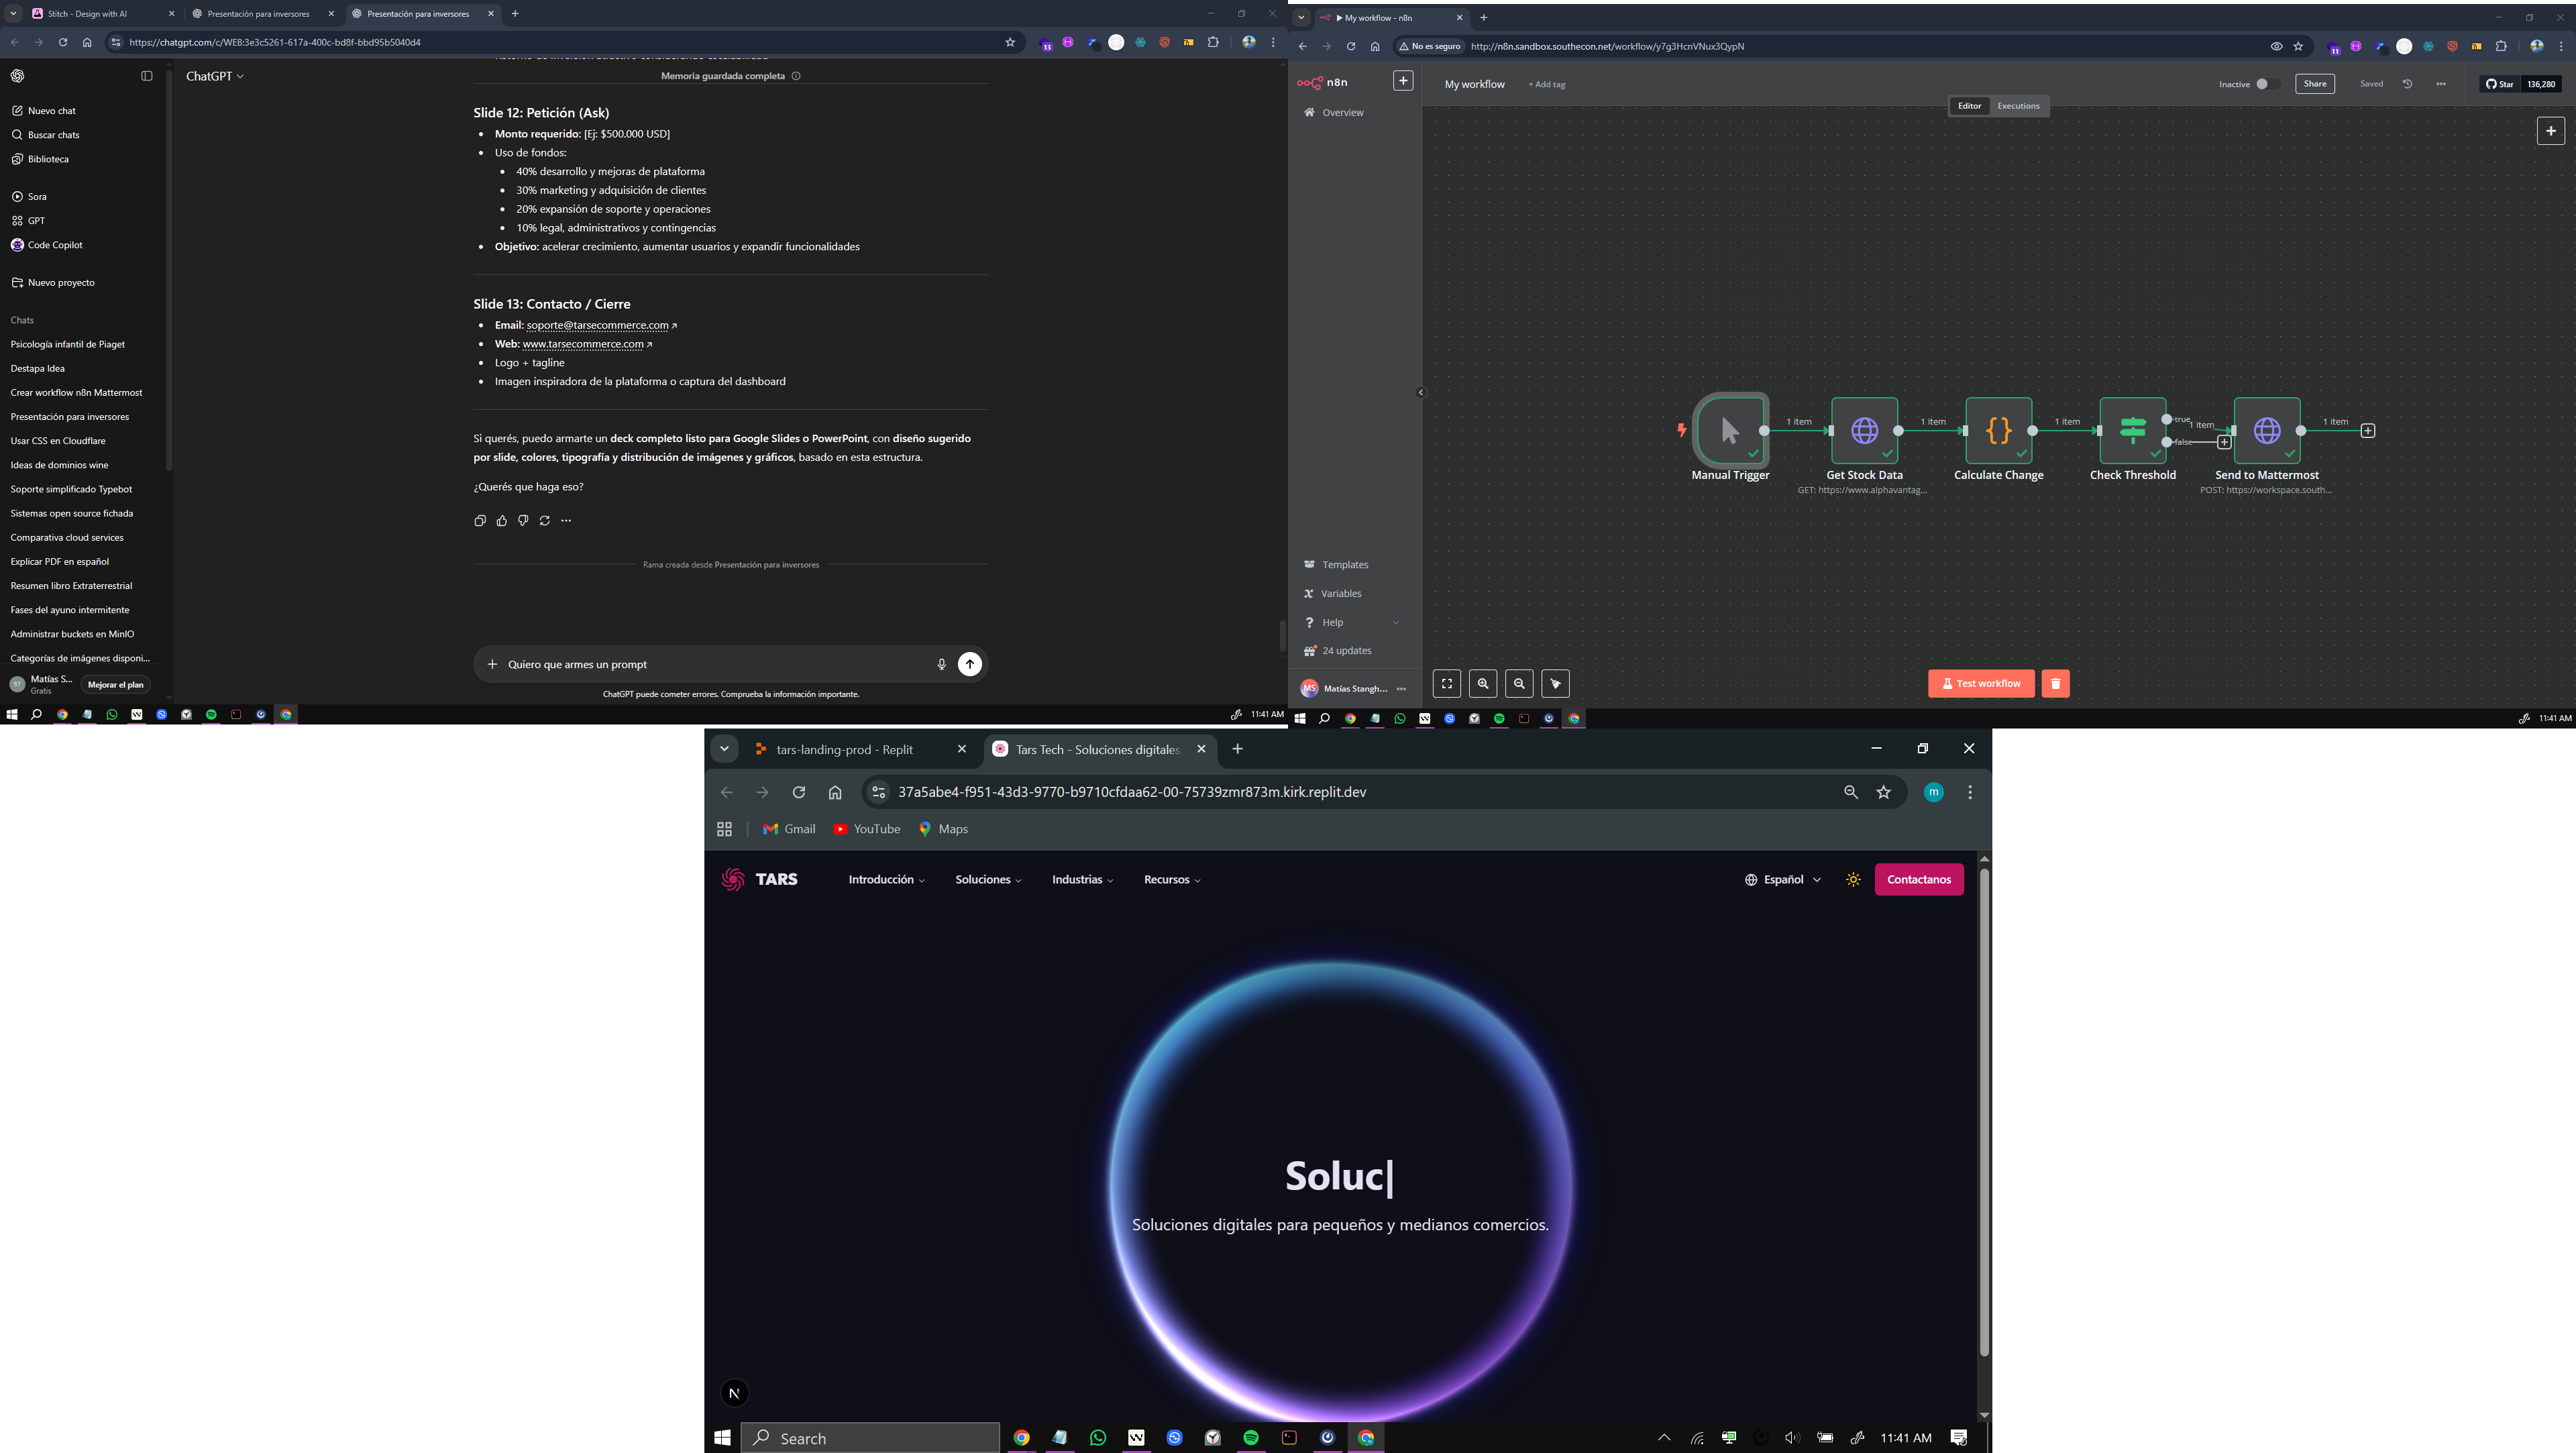 Stitch - Design with AI
Presentación para inversores
Presentación para inversores
https://chatgpt.com/c/WEB:3e3c5261-617a-400c-bd8f-bbd95b5040d4
13
ChatGPT
Memoria guardada completa
Nuevo chat
Buscar chats
Biblioteca
Sora
GPT
Code Copilot
Nuevo proyecto
Chats
Psicología infantil de Piaget
Destapa Idea
Crear workflow n8n Mattermost
Presentación para inversores
Usar CSS en Cloudflare
Ideas de dominios wine
Soporte simplificado Typebot
Sistemas open source fichada
Comparativa cloud services
Explicar PDF en español
Resumen libro Extraterrestrial
Fases del ayuno intermitente
Administrar buckets en MinIO
Categorías de imágenes disponi...
ST
Matías S...
Gratis
Mejorar el plan
Slide 12: Petición (Ask)
Monto requerido: [Ej: $500.000 USD]
Uso de fondos:
40% desarrollo y mejoras de plataforma
30% marketing y adquisición de clientes
20% expansión de soporte y operaciones
10% legal, administrativos y contingencias
Objetivo: acelerar crecimiento, aumentar usuarios y expandir funcionalidades
Slide 13: Contacto / Cierre
Email: soporte@tarsecommerce.com
Web: www.tarsecommerce.com
Logo + tagline
Imagen inspiradora de la plataforma o captura del dashboard
Si querés, puedo armarte un deck completo listo para Google Slides o PowerPoint, con diseño sugerido
por slide, colores, tipografía y distribución de imágenes y gráficos, basado en esta estructura.
¿Querés que haga eso?
Rama creada desde Presentación para inversores
Quiero que armes un prompt
ChatGPT puede cometer errores. Comprueba la información importante.
11:41 AM
My workflow - n8n
No es seguro
http://n8n.sandbox.southecon.net/workflow/y7g3HcnVNux3QypN
11
n8n
My workflow
+ Add tag
Inactive
Share
Saved
Star
136,280
Editor
Executions
Overview
1 item
1 item
1 item
true
1 item
false
1 item
Manual Trigger
Get Stock Data
GET: https://www.alphavantag...
Calculate Change
Check Threshold
Send to Mattermost
POST: https://workspace.south...
Templates
Variables
Help
24 updates
MS
Matías Stangh...
Test workflow
11:41 AM
tars-landing-prod - Replit
Tars Tech - Soluciones digitales
37a5abe4-f951-43d3-9770-b9710cfdaa62-00-75739zmr873m.kirk.replit.dev
m
Gmail
YouTube
Maps
TARS
Introducción
Soluciones
Industrias
Recursos
Español
Contactanos
Soluc|
Soluciones digitales para pequeños y medianos comercios.
N
Search
11:41 AM